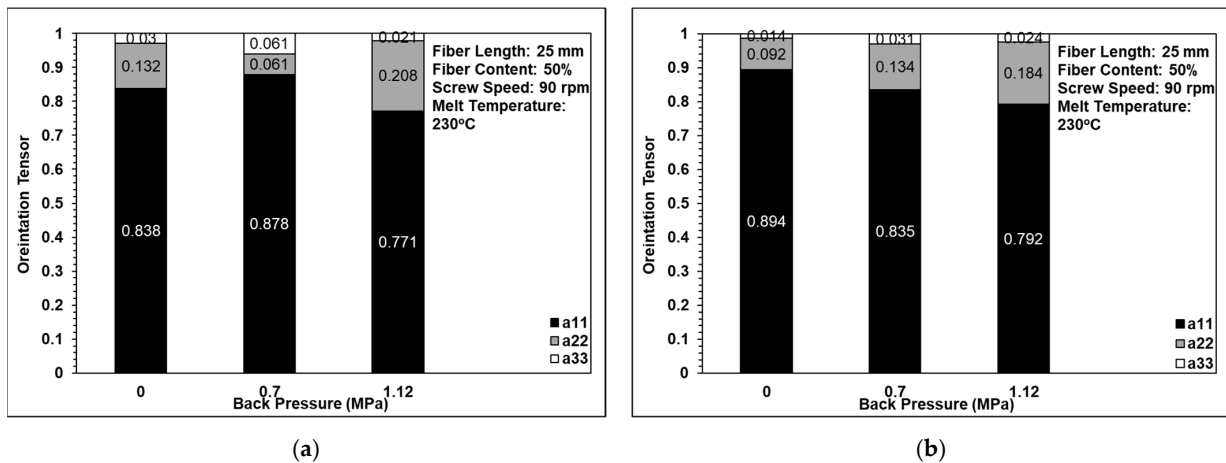 1
0.9
0.8
0.7
0.6
0.5
0.4
0.3
0.2
0.1
0
Oreintation Tensor
0.03
0.132
0.838
0.061
0.061
0.878
0.021
0.208
0.771
Fiber Length: 25 mm
Fiber Content: 50%
Screw Speed: 90 rpm
Melt Temperature:
230ºC
a11
a22
a33
0 0.7 1.12
Back Pressure (MPa)
(a)
1
0.9
0.8
0.7
0.6
0.5
0.4
0.3
0.2
0.1
0
Oreintation Tensor
0.014
0.092
0.894
0.031
0.134
0.835
0.024
0.184
0.792
Fiber Length: 25 mm
Fiber Content: 50%
Screw Speed: 90 rpm
Melt Temperature:
230ºC
a11
a22
a33
0 0.7 1.12
Back Pressure (MPa)
(b)